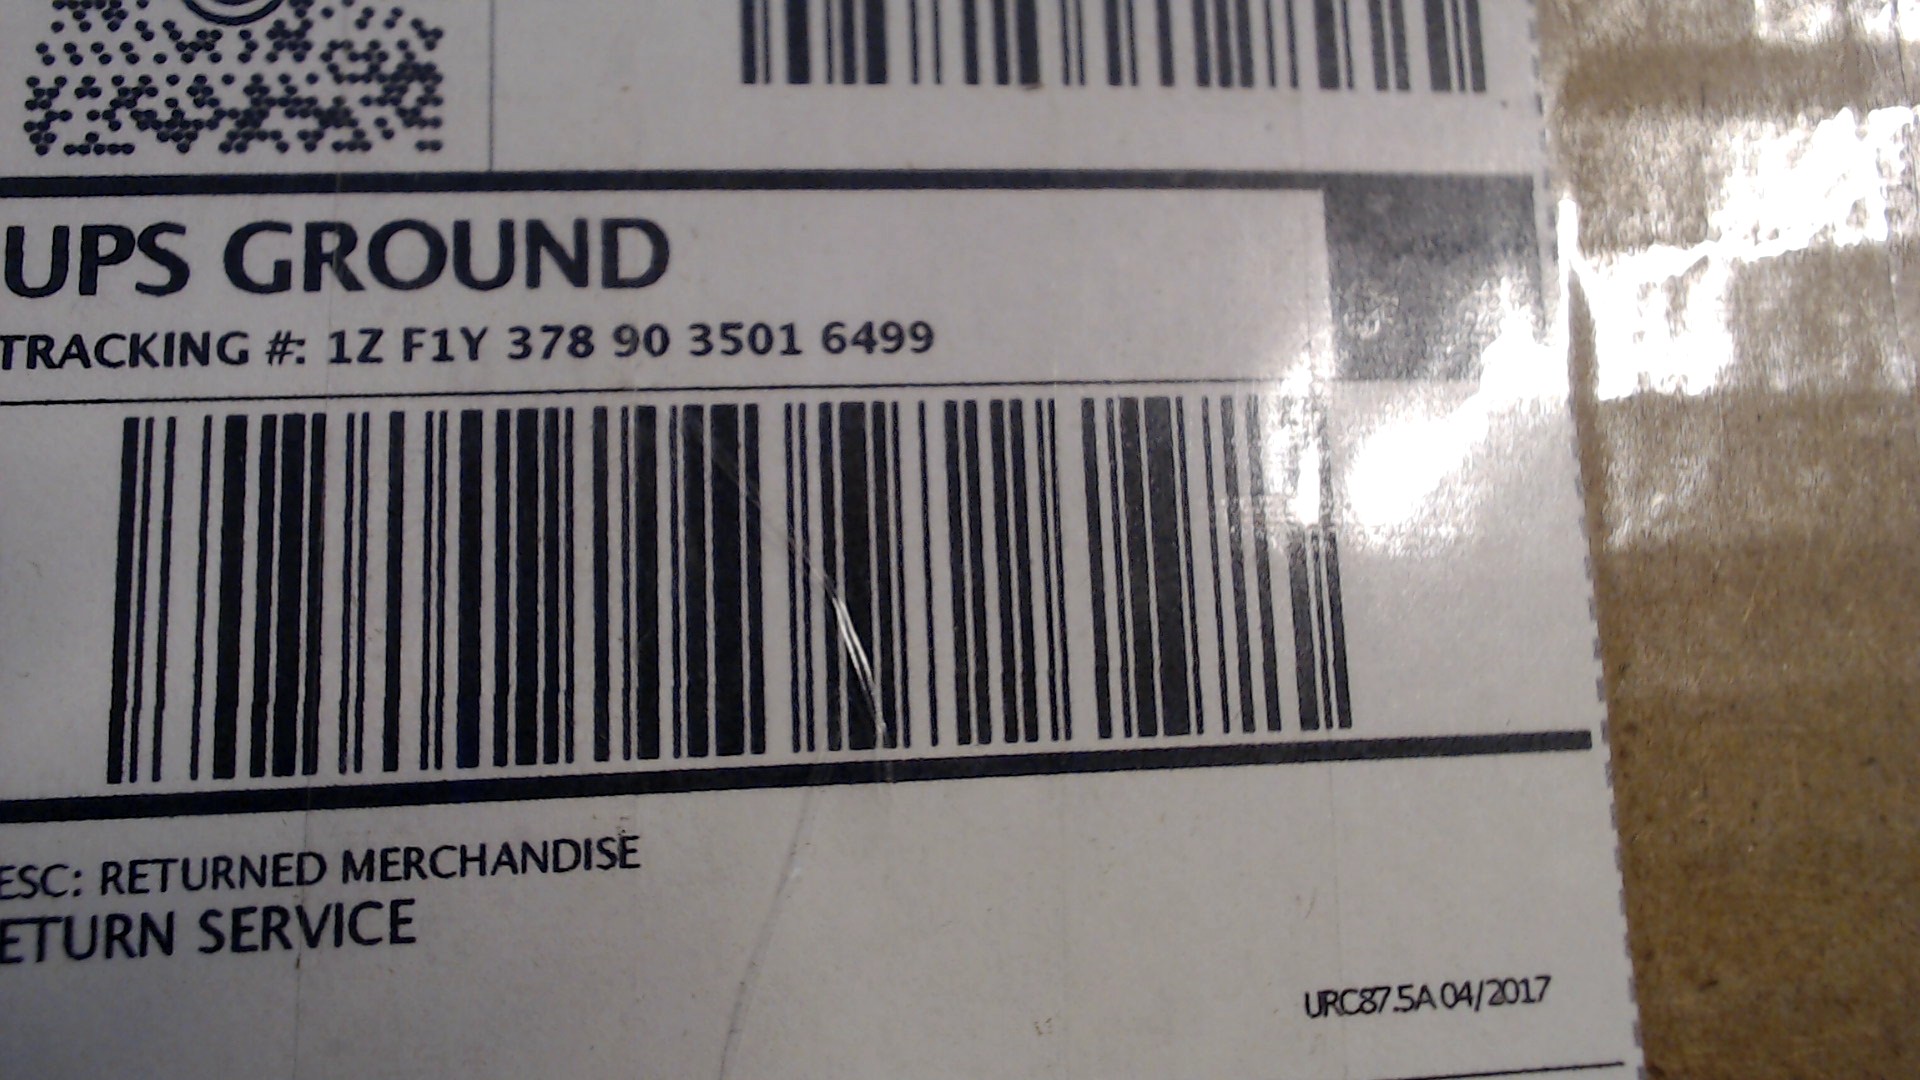 UPS GROUND
TRACKING #: 1Z F1Y 378 90 3501 6499
ESC: RETURNED MERCHANDISE
ETURN SERVICE
URC87.5A 04/2017